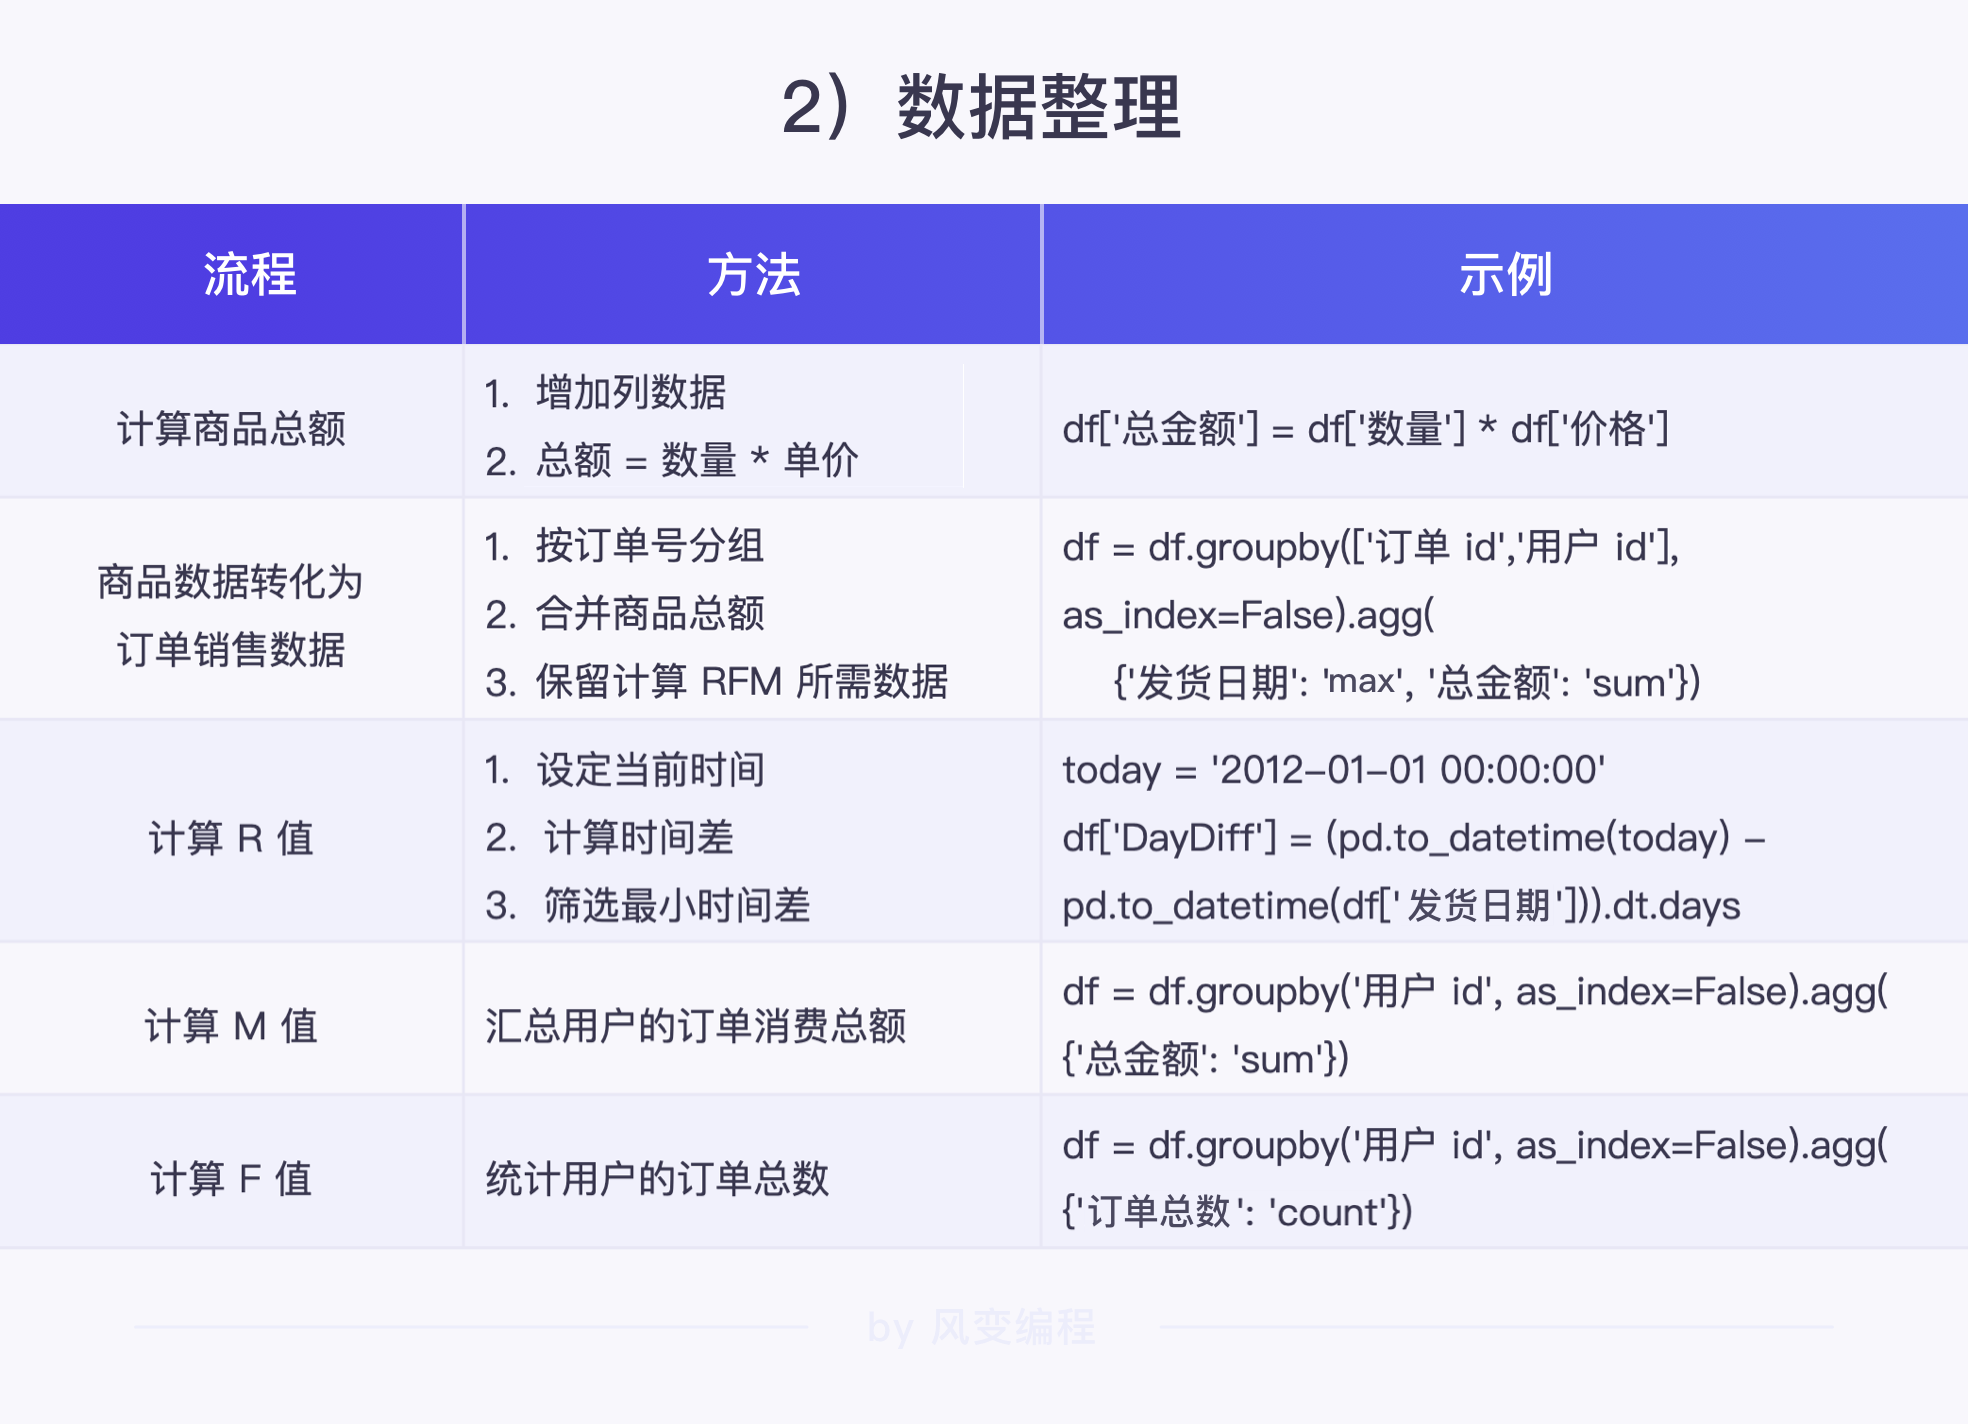 2）数据整理
流程
方法
示例
计算商品总额
1. 增加列数据
2. 总额 = 数量 * 单价
df['总金额'] = df['数量'] * df['价格']
商品数据转化为
订单销售数据
1. 按订单号分组
2. 合并商品总额
3. 保留计算 RFM 所需数据
df = df.groupby(['订单 id','用户 id'],
as_index=False).agg(
{'发货日期': 'max', '总金额': 'sum'})
计算 R 值
1. 设定当前时间
2. 计算时间差
3. 筛选最小时间差
today = '2012–01–01 00:00:00'
df['DayDiff'] = (pd.to_datetime(today) –
pd.to_datetime(df['发货日期'])).dt.days
计算 M 值
汇总用户的订单消费总额
df = df.groupby('用户 id', as_index=False).agg(
{'总金额': 'sum'})
计算 F 值
统计用户的订单总数
df = df.groupby('用户 id', as_index=False).agg(
{'订单总数': 'count'})
by 风变编程